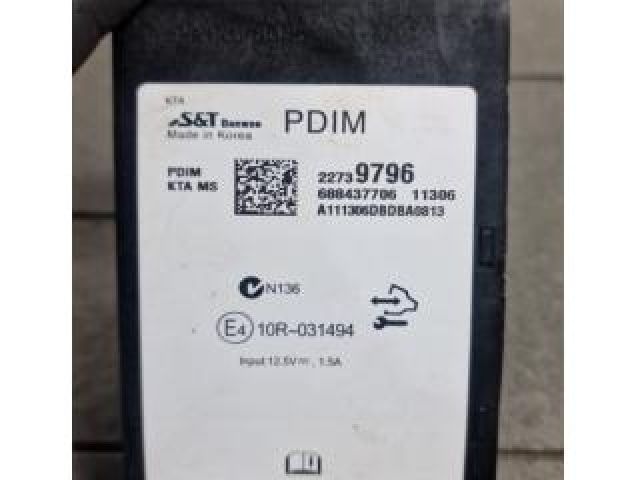 KTA
S&T Daewoo PDIM
Made in Korea
PDIM 22739796
KTA MS 688437706 11306
A111306DBDBA0813
N136
E4 10R-031494
Input 12.5V⎓, 1.5A